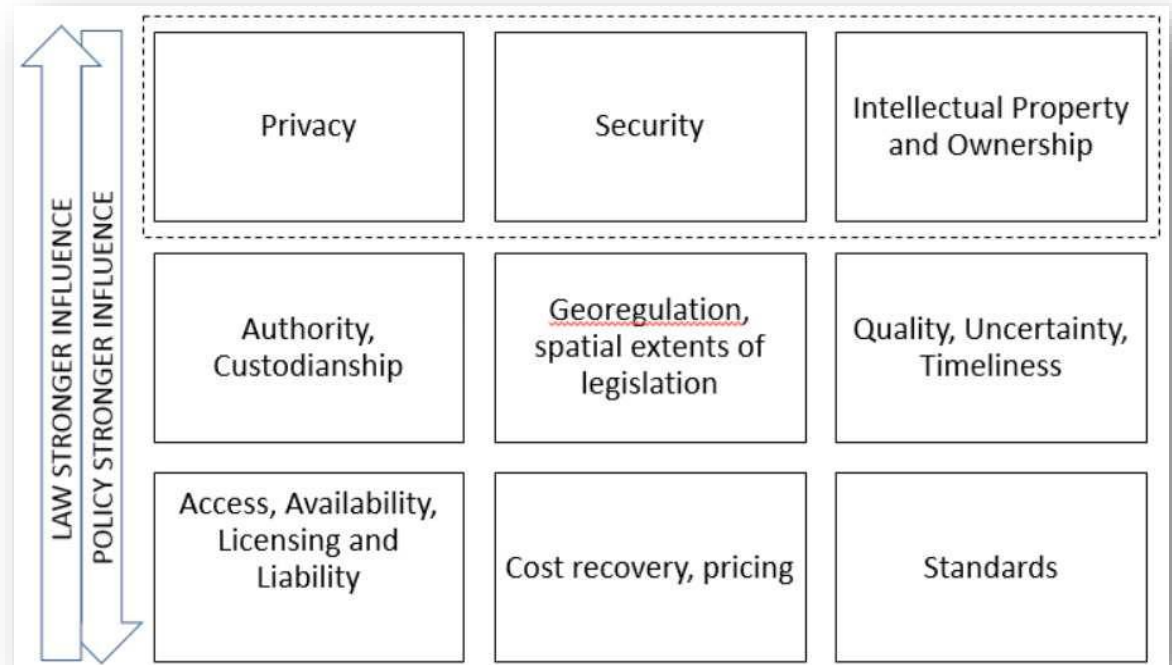 LAW STRONGER INFLUENCE
POLICY STRONGER INFLUENCE
Privacy
Security
Intellectual Property
and Ownership
Authority,
Custodianship
Georegulation,
spatial extents of
legislation
Quality, Uncertainty,
Timeliness
Access, Availability,
Licensing and
Liability
Cost recovery, pricing
Standards